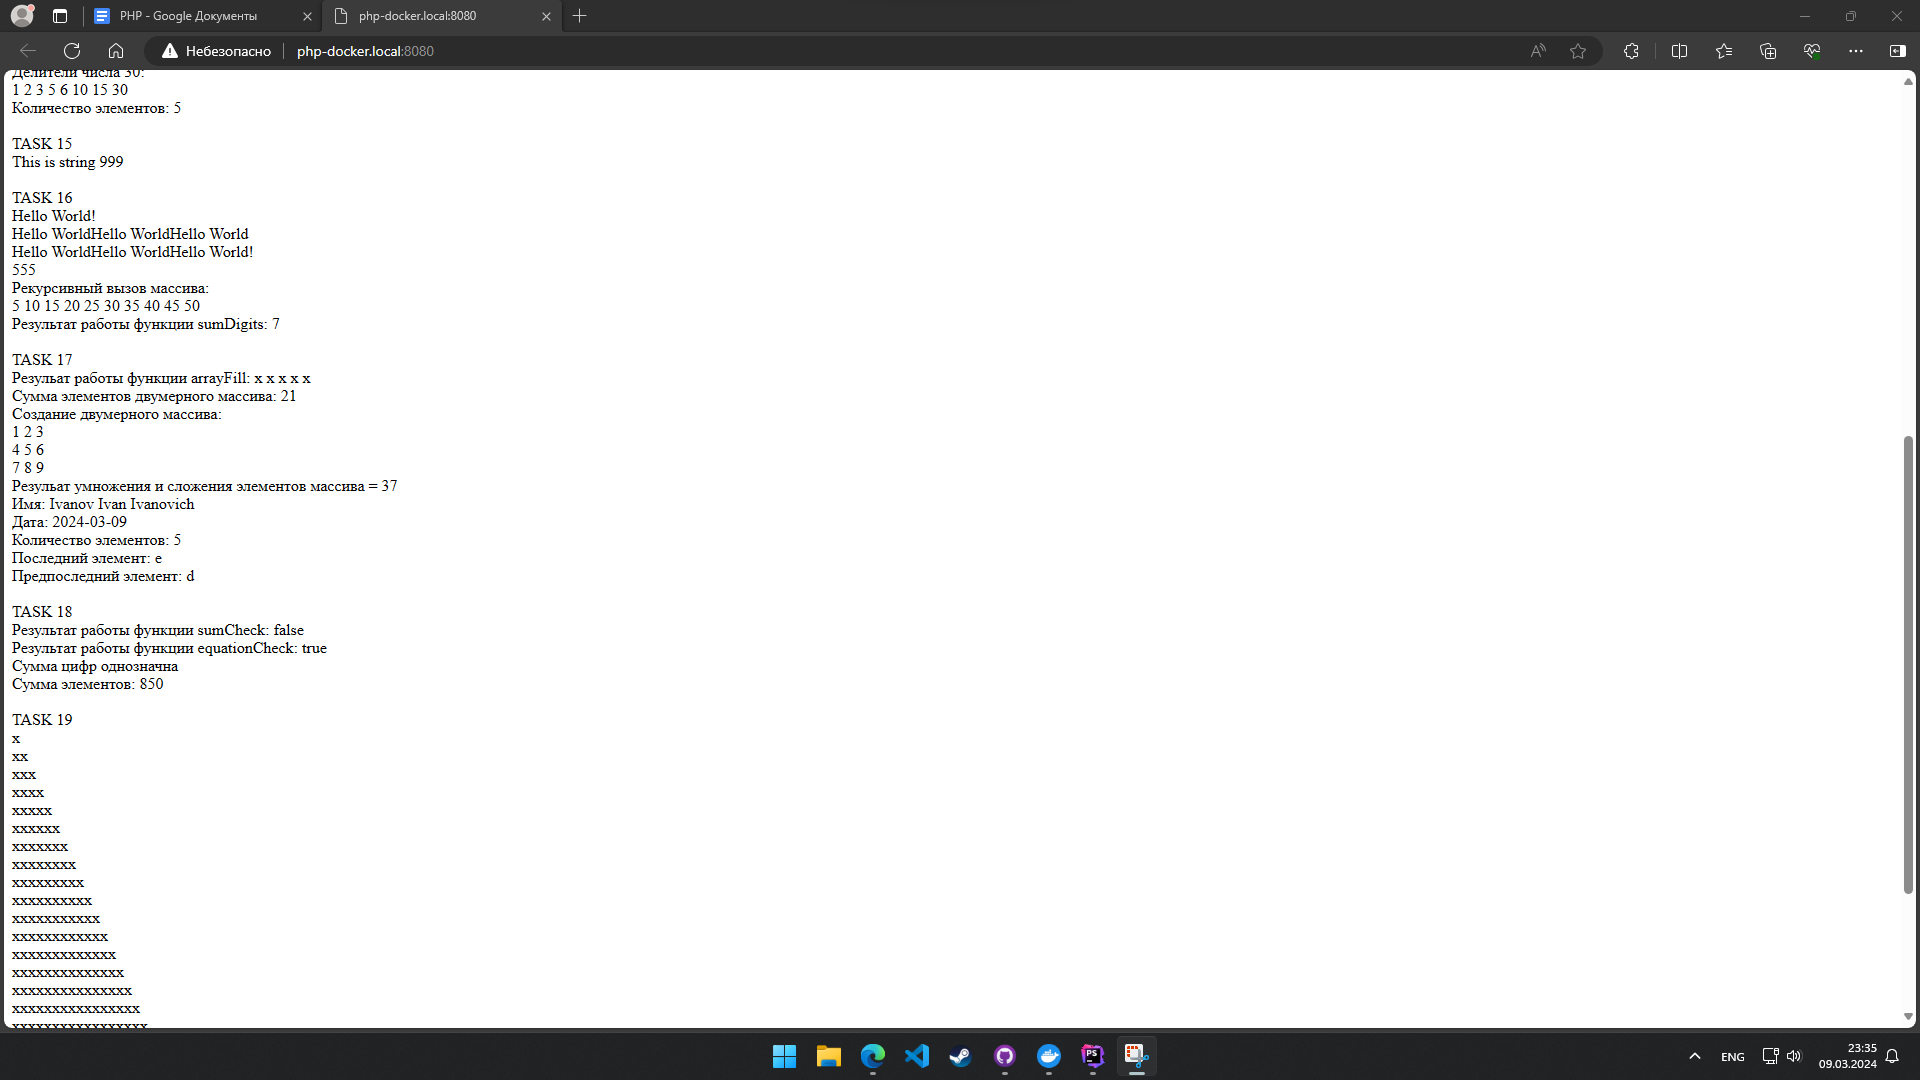 PHP - Google Документы
php-docker.local:8080
Небезопасно
php-docker.local:8080
Делители числа 30:
1 2 3 5 6 10 15 30
Количество элементов: 5
TASK 15
This is string 999
TASK 16
Hello World!
Hello WorldHello WorldHello World
Hello WorldHello WorldHello World!
555
Рекурсивный вызов массива:
5 10 15 20 25 30 35 40 45 50
Результат работы функции sumDigits: 7
TASK 17
Резульат работы функции arrayFill: x x x x x
Сумма элементов двумерного массива: 21
Создание двумерного массива:
1 2 3
4 5 6
7 8 9
Резульат умножения и сложения элементов массива = 37
Имя: Ivanov Ivan Ivanovich
Дата: 2024-03-09
Количество элементов: 5
Последний элемент: e
Предпоследний элемент: d
TASK 18
Результат работы функции sumCheck: false
Результат работы функции equationCheck: true
Сумма цифр однозначна
Сумма элементов: 850
TASK 19
x
xx
xxx
xxxx
xxxxx
xxxxxx
xxxxxxx
xxxxxxxx
xxxxxxxxx
xxxxxxxxxx
xxxxxxxxxxx
xxxxxxxxxxxx
xxxxxxxxxxxxx
xxxxxxxxxxxxxx
xxxxxxxxxxxxxxx
xxxxxxxxxxxxxxxx
xxxxxxxxxxxxxxxxx
PS
ENG
23:35
09.03.2024